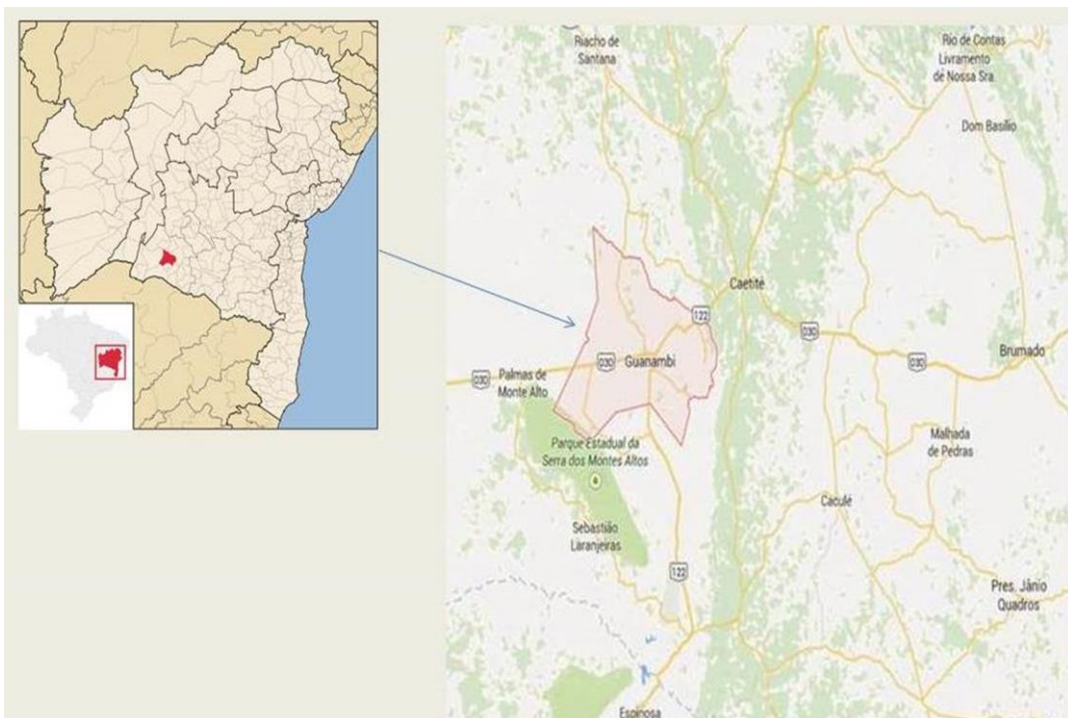 Riacho de
Santana
Rio de Contas
Livramento
de Nossa Sra.
Dom Basílio
Caetité
122
030
Guanambi
030
030
Brumado
030
Palmas de
Monte Alto
Malhada
de Pedras
Parque Estadual da
Serra dos Montes Altos
Caculé
Sebastião
Laranjeiras
122
Pres. Jânio
Quadros
Espinosa